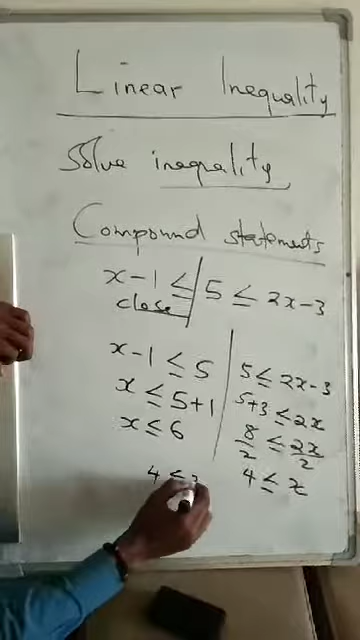 Linear Inequality
Solve inequality
Compound statements
x-1 ≤ 5 ≤ 2x-3
close
x-1 ≤ 5
x ≤ 5+1
x ≤ 6
5 ≤ 2x-3
5+3 ≤ 2x
8/2 ≤ 2x/2
4 ≤ x
4 ≤